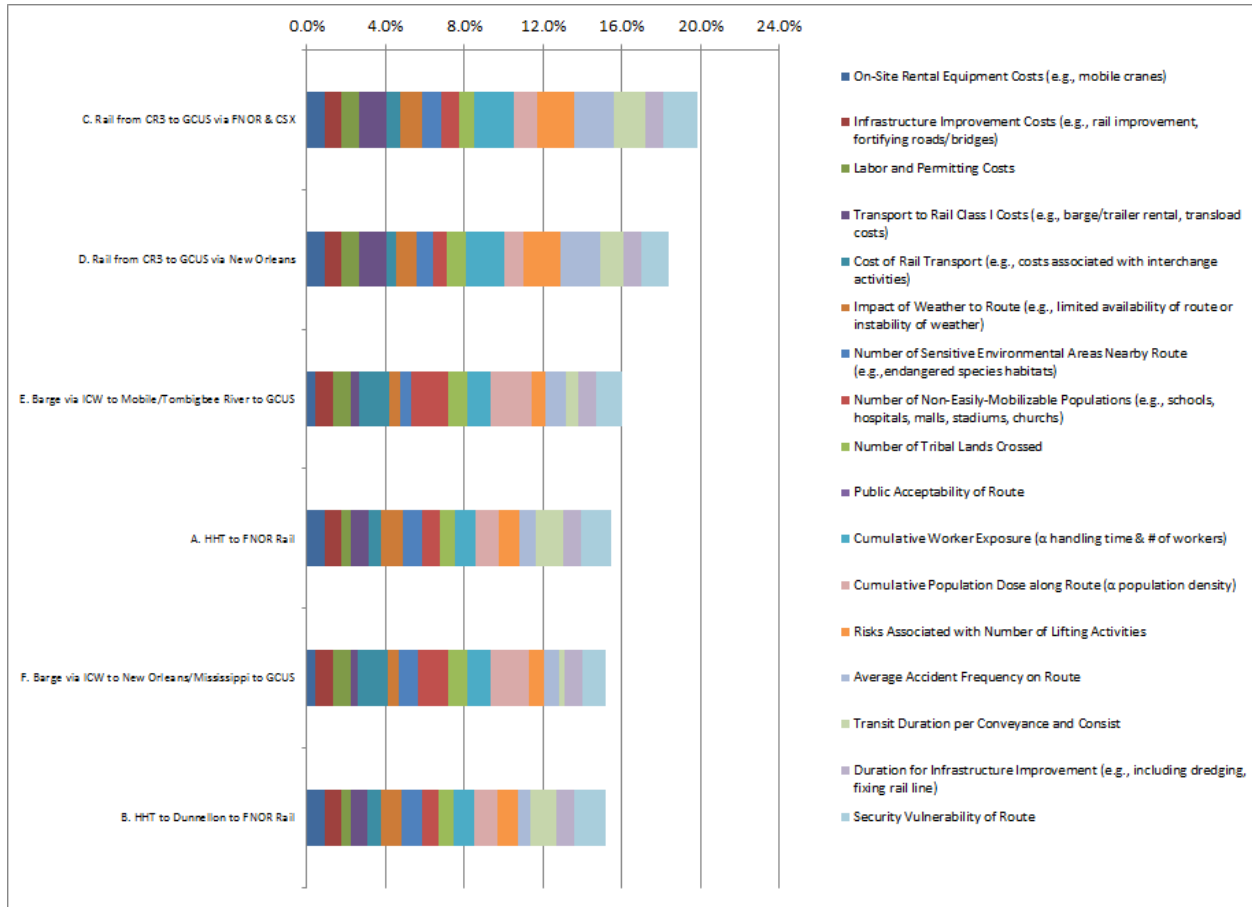 0.0% 4.0% 8.0% 12.0% 16.0% 20.0% 24.0%
C. Rail from CR3 to GCUS via FNOR & CSX
D. Rail from CR3 to GCUS via New Orleans
E. Barge via ICW to Mobile/Tombigbee River to GCUS
A. HHT to FNOR Rail
F. Barge via ICW to New Orleans/Mississippi to GCUS
B. HHT to Dunnellon to FNOR Rail
On-Site Rental Equipment Costs (e.g., mobile cranes)
Infrastructure Improvement Costs (e.g., rail improvement,
fortifying roads/bridges)
Labor and Permitting Costs
Transport to Rail Class I Costs (e.g., barge/trailer rental, transload
costs)
Cost of Rail Transport (e.g., costs associated with interchange
activities)
Impact of Weather to Route (e.g., limited availability of route or
instability of weather)
Number of Sensitive Environmental Areas Nearby Route
(e.g.,endangered species habitats)
Number of Non-Easily-Mobilizable Populations (e.g., schools,
hospitals, malls, stadiums, churchs)
Number of Tribal Lands Crossed
Public Acceptability of Route
Cumulative Worker Exposure (α handling time & # of workers)
Cumulative Population Dose along Route (α population density)
Risks Associated with Number of Lifting Activities
Average Accident Frequency on Route
Transit Duration per Conveyance and Consist
Duration for Infrastructure Improvement (e.g., including dredging,
fixing rail line)
Security Vulnerability of Route